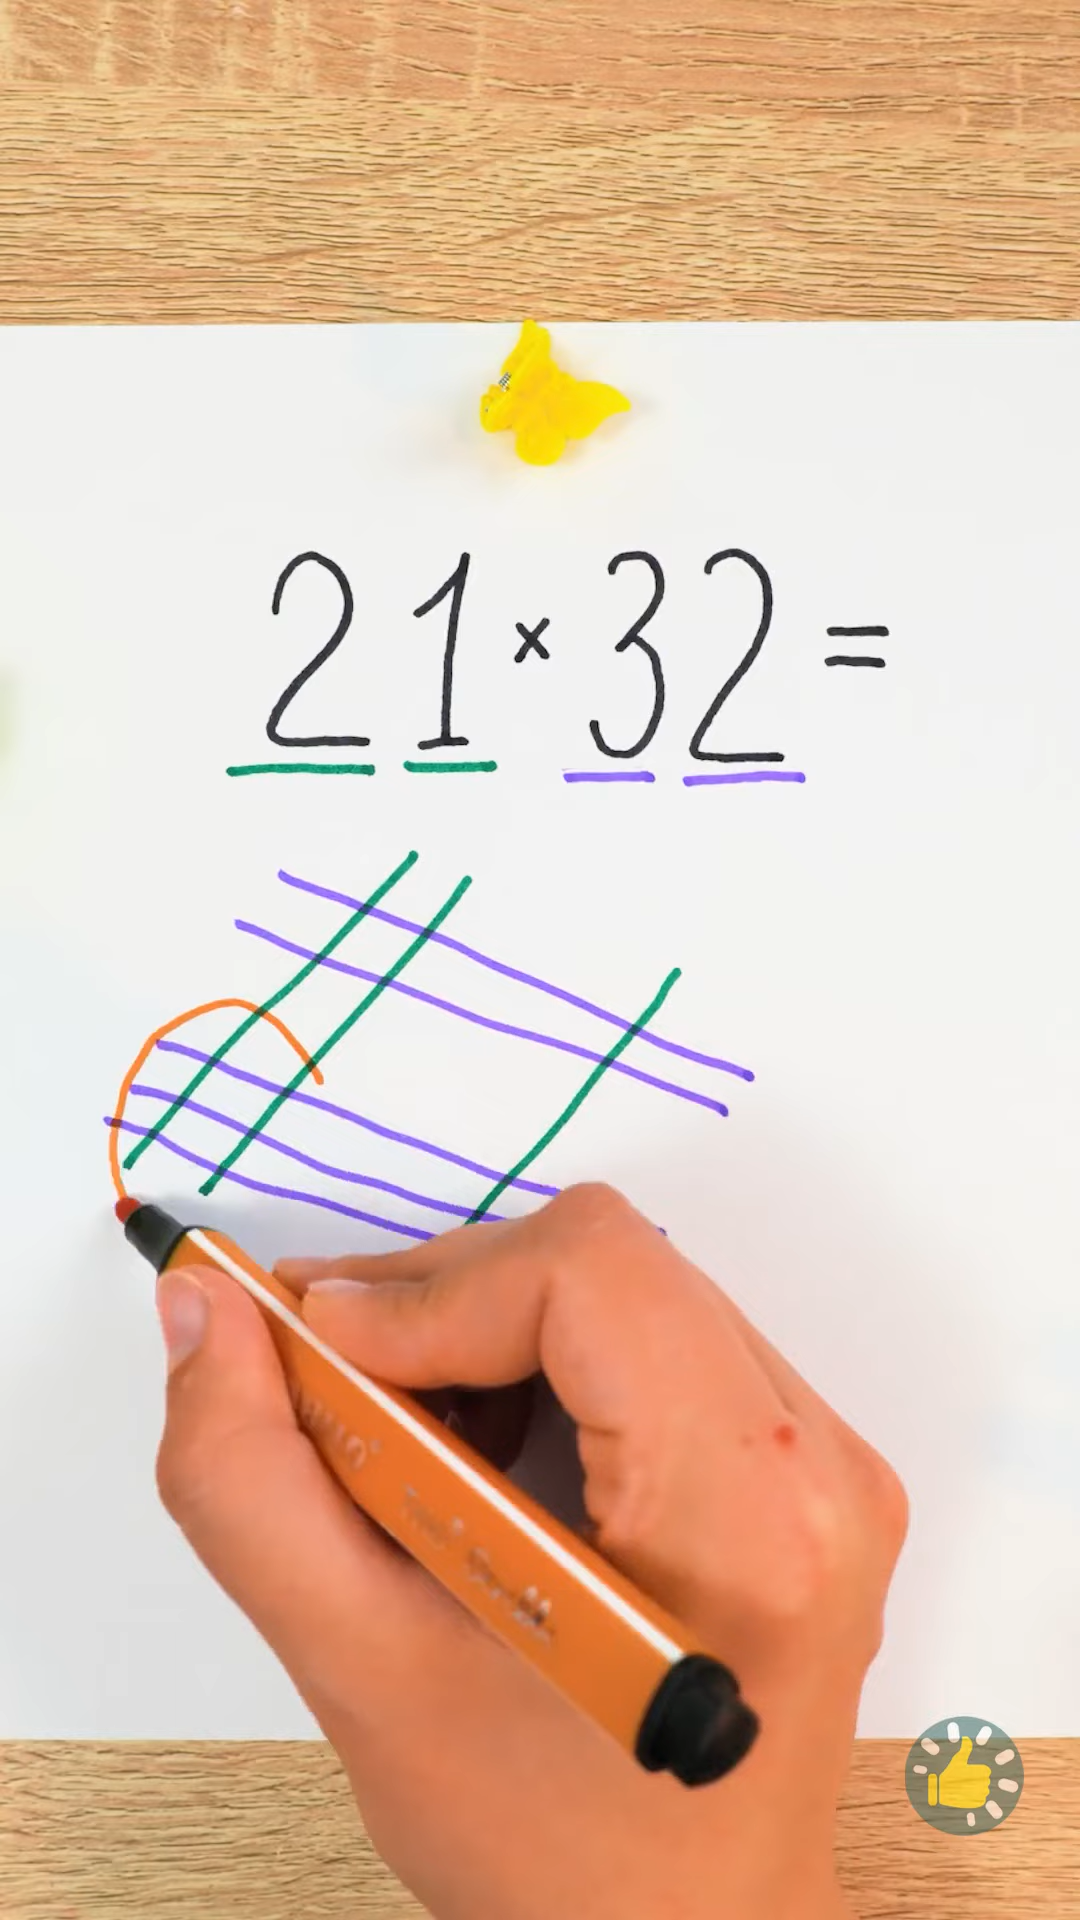 21 × 32 =